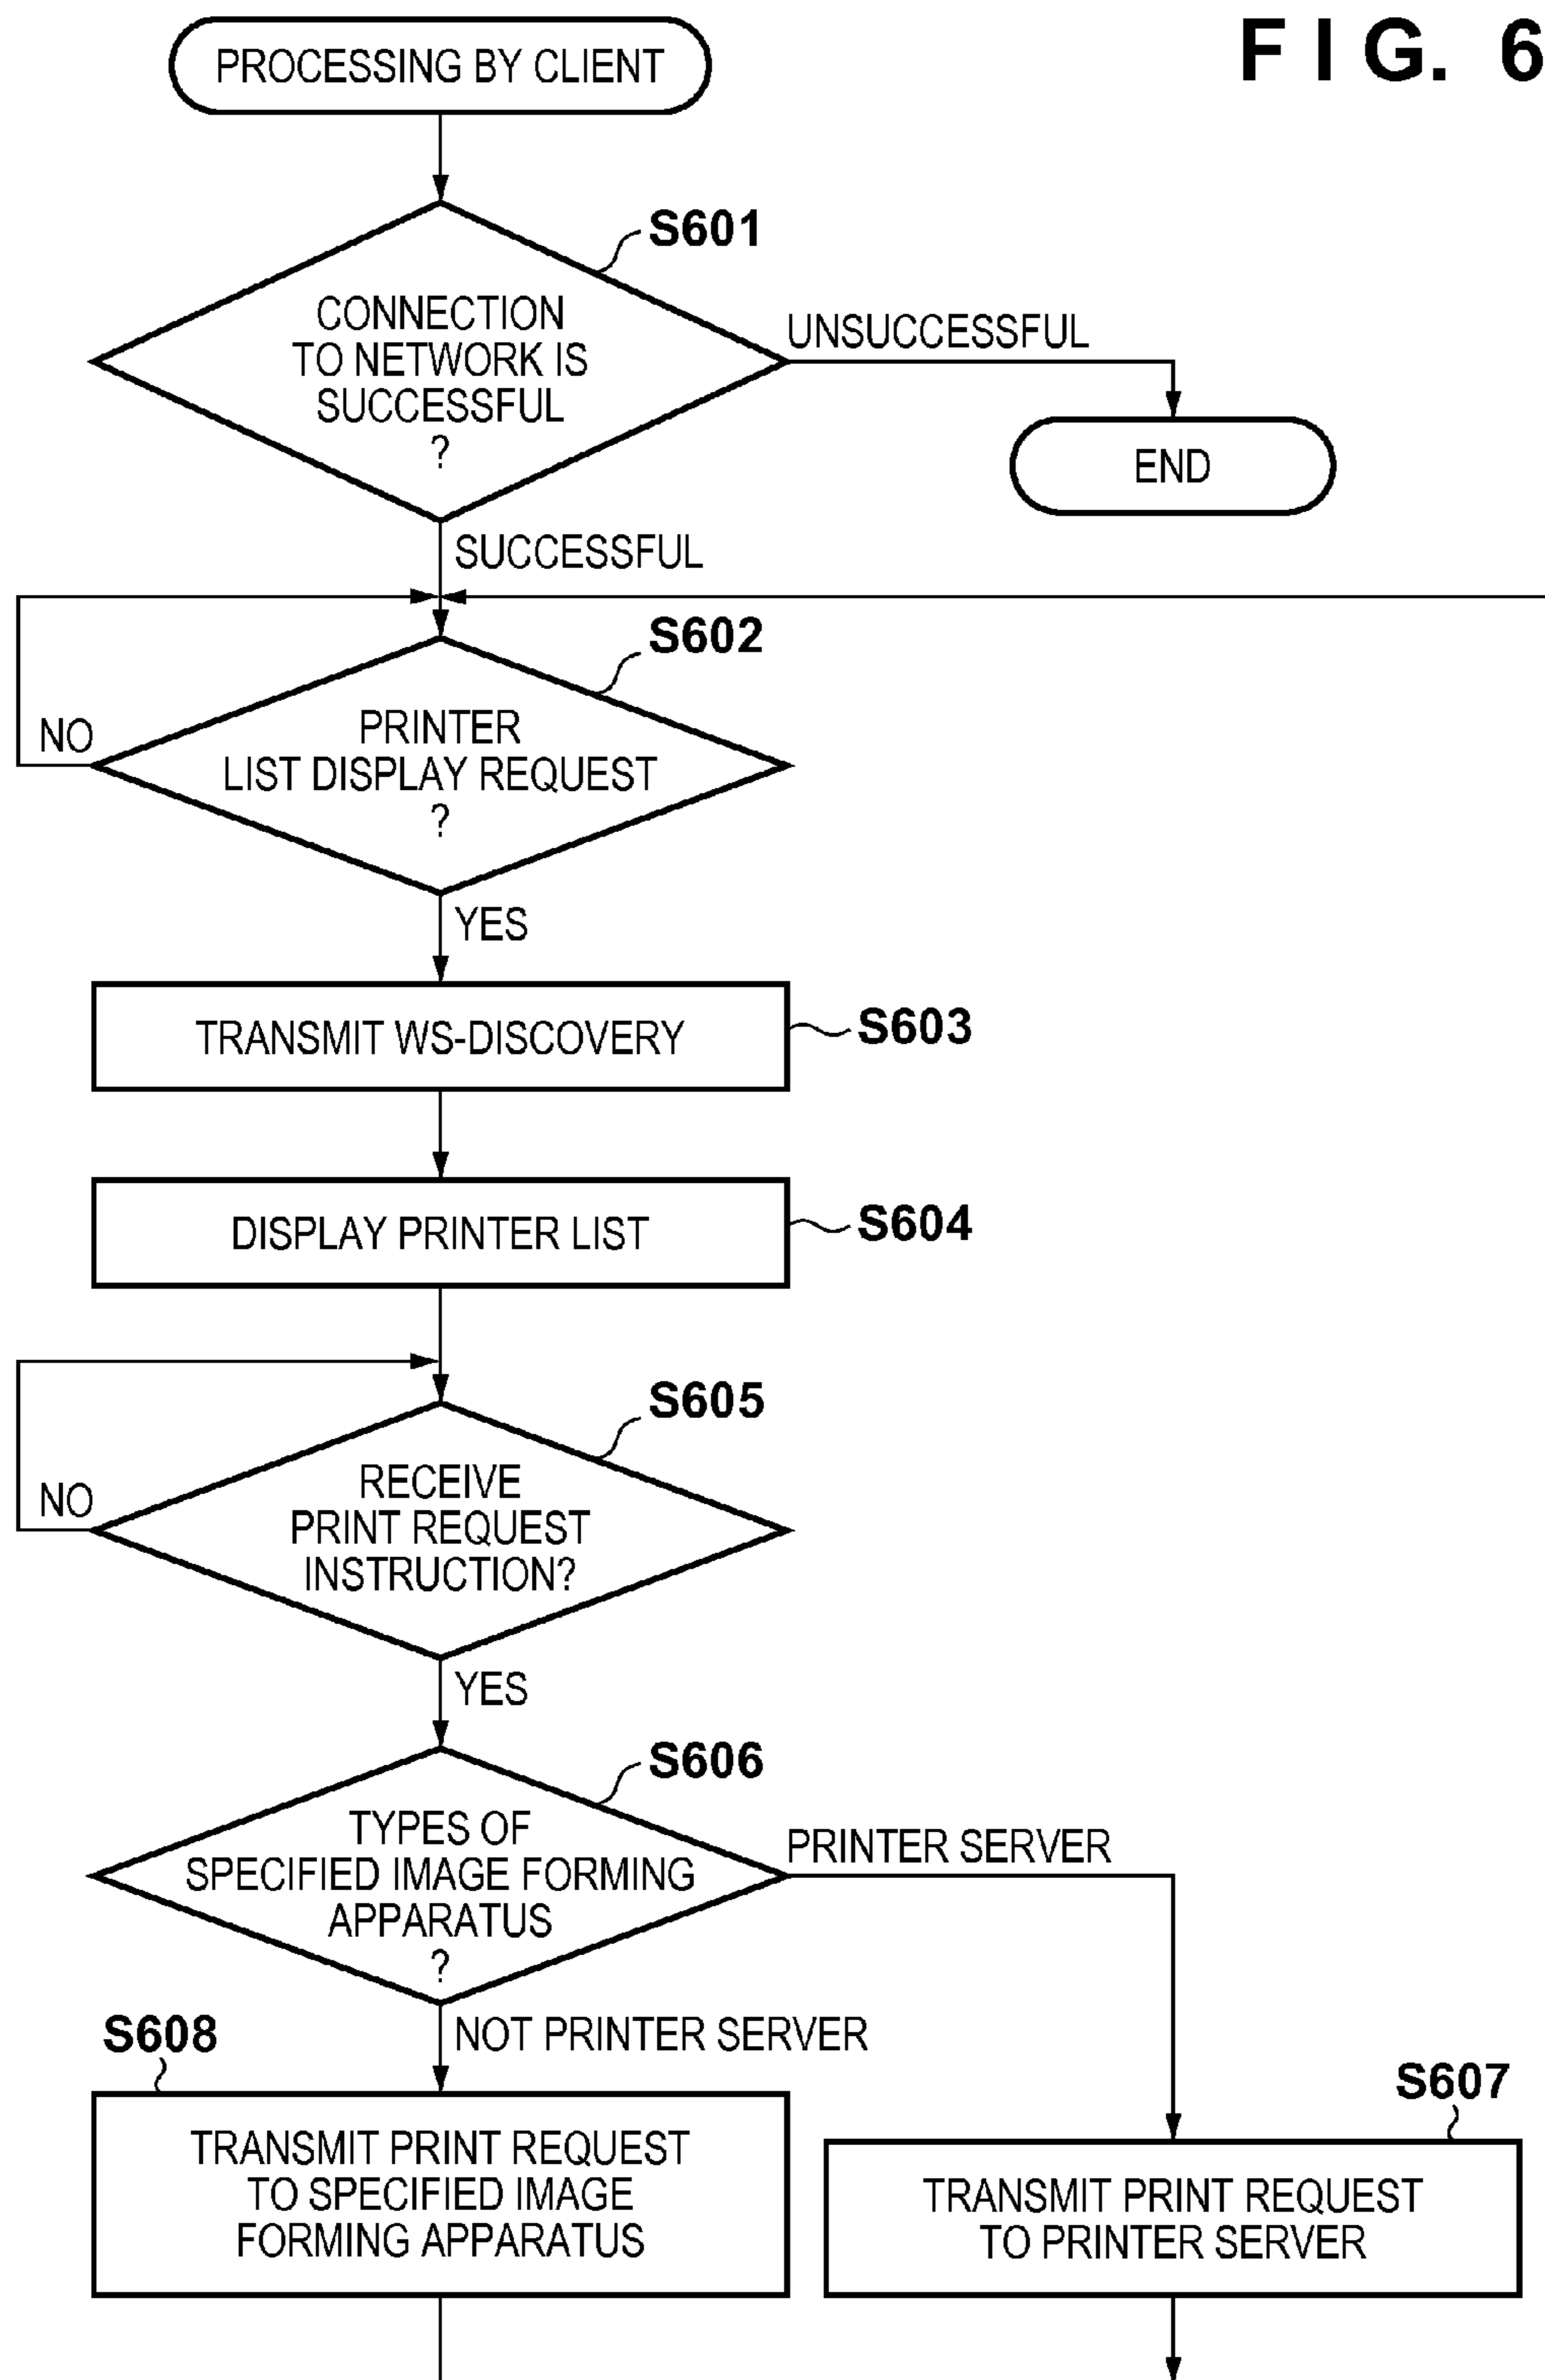 FIG. 6
PROCESSING BY CLIENT
S601
CONNECTION
TO NETWORK IS
SUCCESSFUL
?
UNSUCCESSFUL
END
SUCCESSFUL
S602
PRINTER
LIST DISPLAY REQUEST
?
NO
YES
TRANSMIT WS-DISCOVERY
S603
DISPLAY PRINTER LIST
S604
S605
RECEIVE
PRINT REQUEST
INSTRUCTION?
NO
YES
S606
TYPES OF
SPECIFIED IMAGE FORMING
APPARATUS
?
PRINTER SERVER
NOT PRINTER SERVER
S608
TRANSMIT PRINT REQUEST
TO SPECIFIED IMAGE
FORMING APPARATUS
S607
TRANSMIT PRINT REQUEST
TO PRINTER SERVER